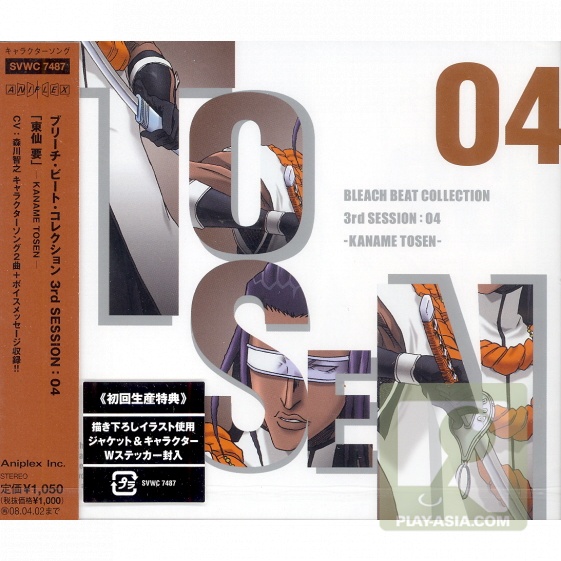 キャラクターソング
SVWC 7487
ANIPLEX
ブリーチ・ビート・コレクション 3rd SESSION : 04
「東仙 要」 ―KANAME TOSEN―
CV : 森川智之 キャラクターソング2曲+ボイスメッセージ収録!!
Aniplex Inc.
STEREO
定価¥1,050
(税抜価格¥1,000)
08.04.02まで
04
BLEACH BEAT COLLECTION
3rd SESSION : 04
-KANAME TOSEN-
TO
SEN
《初回生産特典》
描き下ろしイラスト使用
ジャケット&キャラクター
Wステッカー封入
プラ
SVWC 7487
PLAY-ASIA.COM